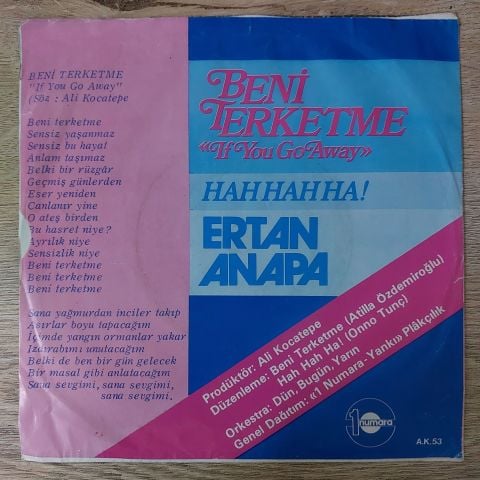 BENİ TERKETME
"If You Go Away"
(Söz : Ali Kocatepe
Beni terketme
Sensiz yaşanmaz
Sensiz bu hayat
Anlam taşımaz
Belki bir rüzgâr
Geçmiş günlerden
Eser yeniden
Canlanır yine
O ateş birden
Bu hasret niye?
Ayrılık niye
Sensizlik niye
Beni terketme
Beni terketme
Beni terketme
Sana yağmurdan inciler takıp
Asırlar boyu tapacağım
İçimde yangın ormanlar yakar
Izdırabımı unutacağım
Belki de ben bir gün gelecek
Bir masal gibi anlatacağım
Sana sevgimi, sana sevgimi,
sana sevgimi.
BENİ
TERKETME
«If You Go Away»
HAH HAH HA!
ERTAN
ANAPA
Prodüktör: Ali Kocatepe
Düzenleme: Beni Terketme (Atilla Özdemiroğlu)
Hah Hah Ha! (Onno Tunç)
Orkestra: Dün, Bugün, Yarın
Genel Dağıtım: «1 Numara-Yankı» Plâkçılık
1 numara
A.K.53